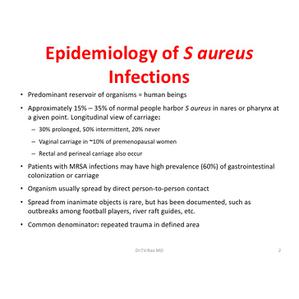 Epidemiology of S aureus
Infections
• Predominant reservoir of organisms = human beings
• Approximately 15% – 35% of normal people harbor S aureus in nares or pharynx at
a given point. Longitudinal view of carriage:
– 30% prolonged, 50% intermittent, 20% never
– Vaginal carriage in ~10% of premenopausal women
– Rectal and perineal carriage also occur
• Patients with MRSA infections may have high prevalence (60%) of gastrointestinal
colonization or carriage
• Organism usually spread by direct person-to-person contact
• Spread from inanimate objects is rare, but has been documented, such as
outbreaks among football players, river raft guides, etc.
• Common denominator: repeated trauma in defined area
Dr.T.V.Rao MD
2